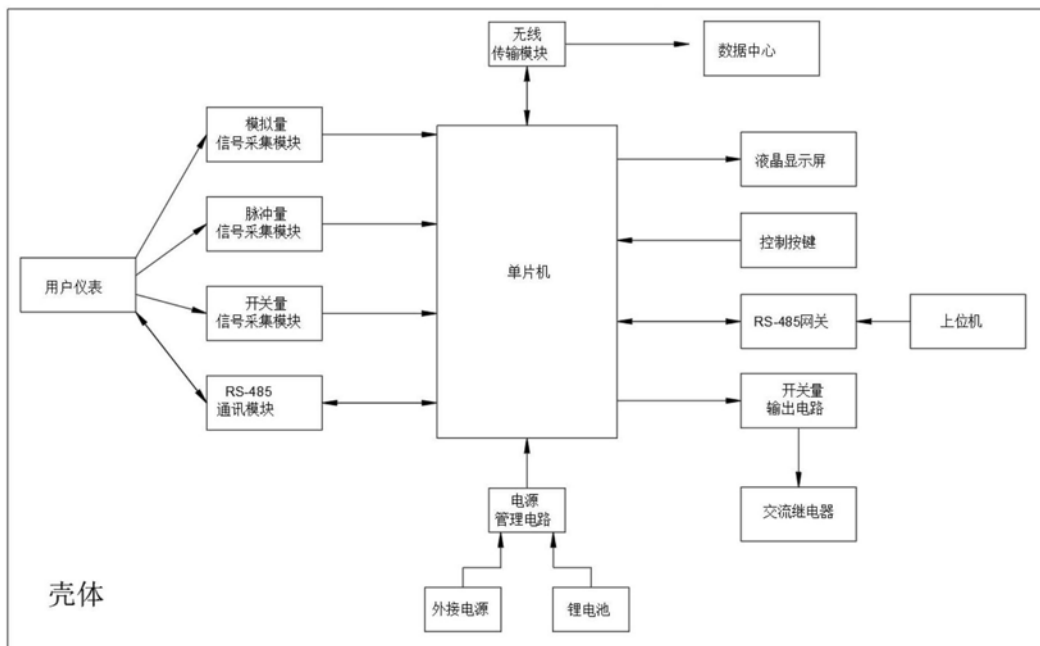 无线
传输模块
数据中心
模拟量
信号采集模块
液晶显示屏
脉冲量
信号采集模块
控制按键
用户仪表
单片机
开关量
信号采集模块
RS-485网关
上位机
RS-485
通讯模块
开关量
输出电路
电源
管理电路
交流继电器
壳体
外接电源
锂电池